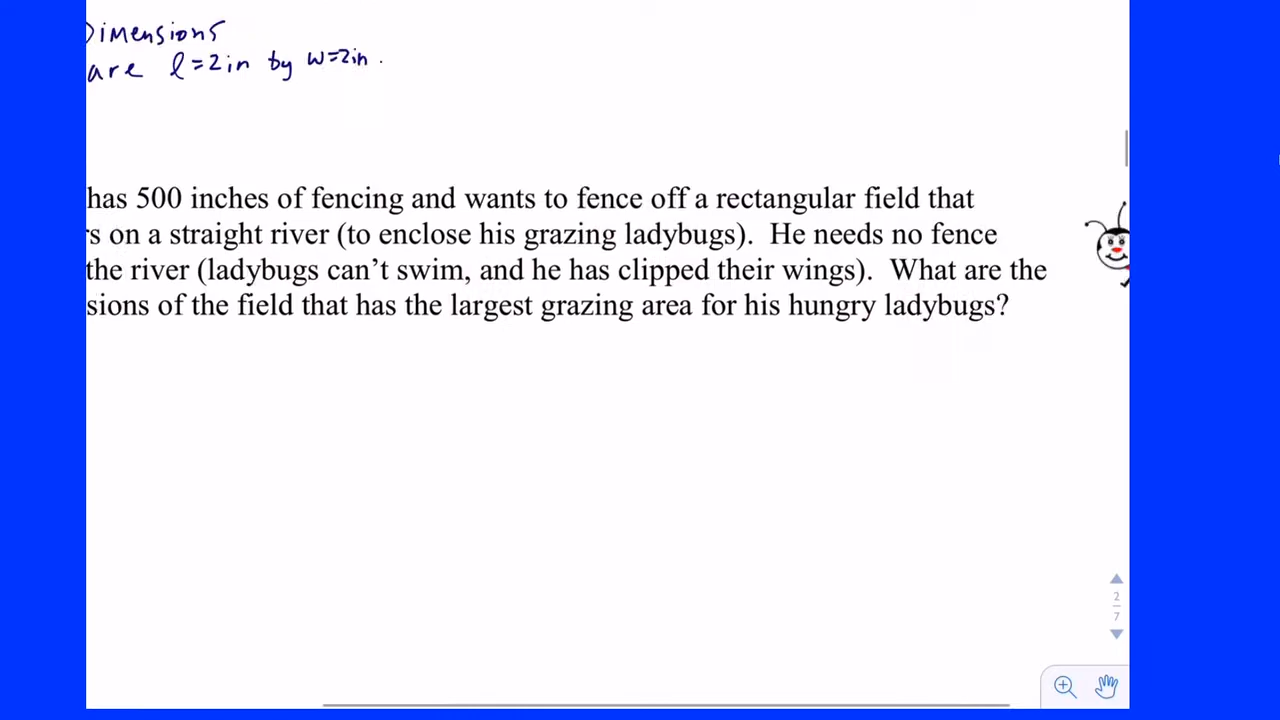 Dimensions
are l=2in by w=2in.
has 500 inches of fencing and wants to fence off a rectangular field that
s on a straight river (to enclose his grazing ladybugs). He needs no fence
the river (ladybugs can't swim, and he has clipped their wings). What are the
sions of the field that has the largest grazing area for his hungry ladybugs?
2
7